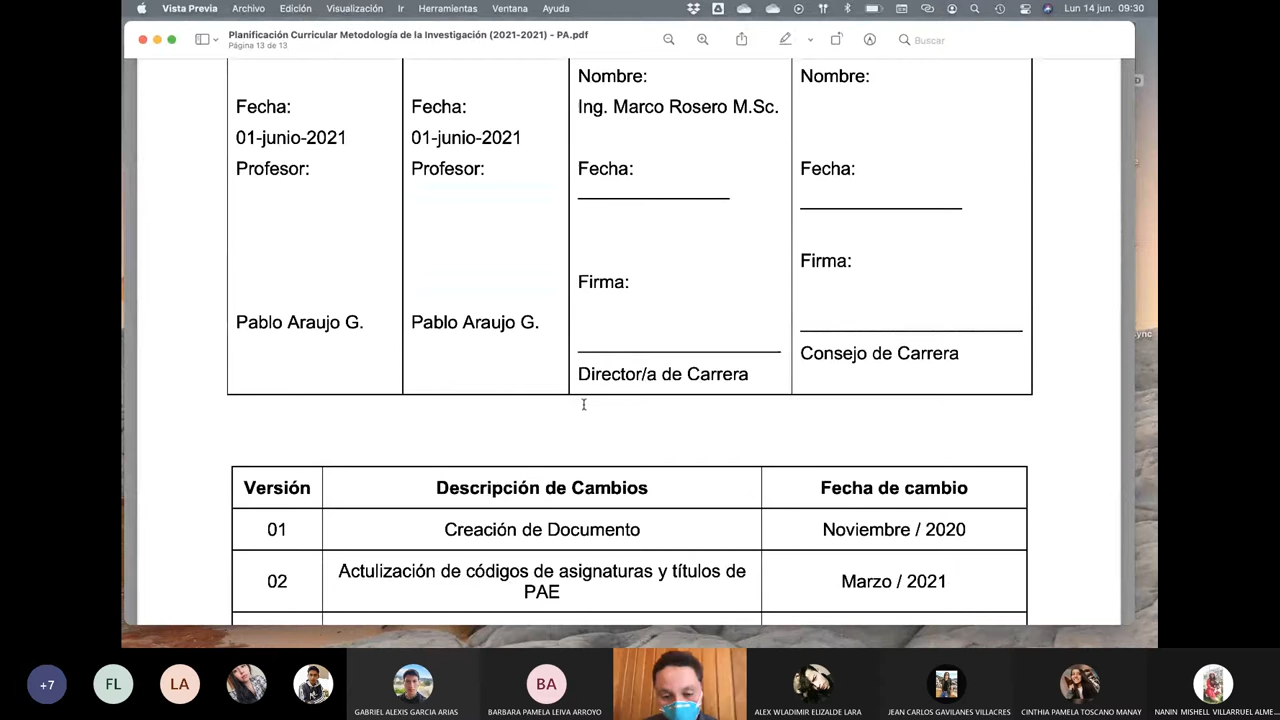 Vista Previa Archivo Edición Visualización Ir Herramientas Ventana Ayuda Lun 14 jun. 09:30
Planificación Curricular Metodología de la Investigación (2021-2021) - PA.pdf
Página 13 de 13
Buscar
Nombre: Nombre:
Fecha: Fecha: Ing. Marco Rosero M.Sc.
01-junio-2021 01-junio-2021
Profesor: Profesor: Fecha: Fecha:
Firma:
Firma:
Pablo Araujo G. Pablo Araujo G.
Consejo de Carrera
Director/a de Carrera
Versión Descripción de Cambios Fecha de cambio
01 Creación de Documento Noviembre / 2020
02 Actulización de códigos de asignaturas y títulos de PAE Marzo / 2021
+7 FL LA BA
GABRIEL ALEXIS GARCIA ARIAS BARBARA PAMELA LEIVA ARROYO ALEX WLADIMIR ELIZALDE LARA JEAN CARLOS GAVILANES VILLACRES CINTHIA PAMELA TOSCANO MANAY NANIN MISHELL VILLARRUEL ALME